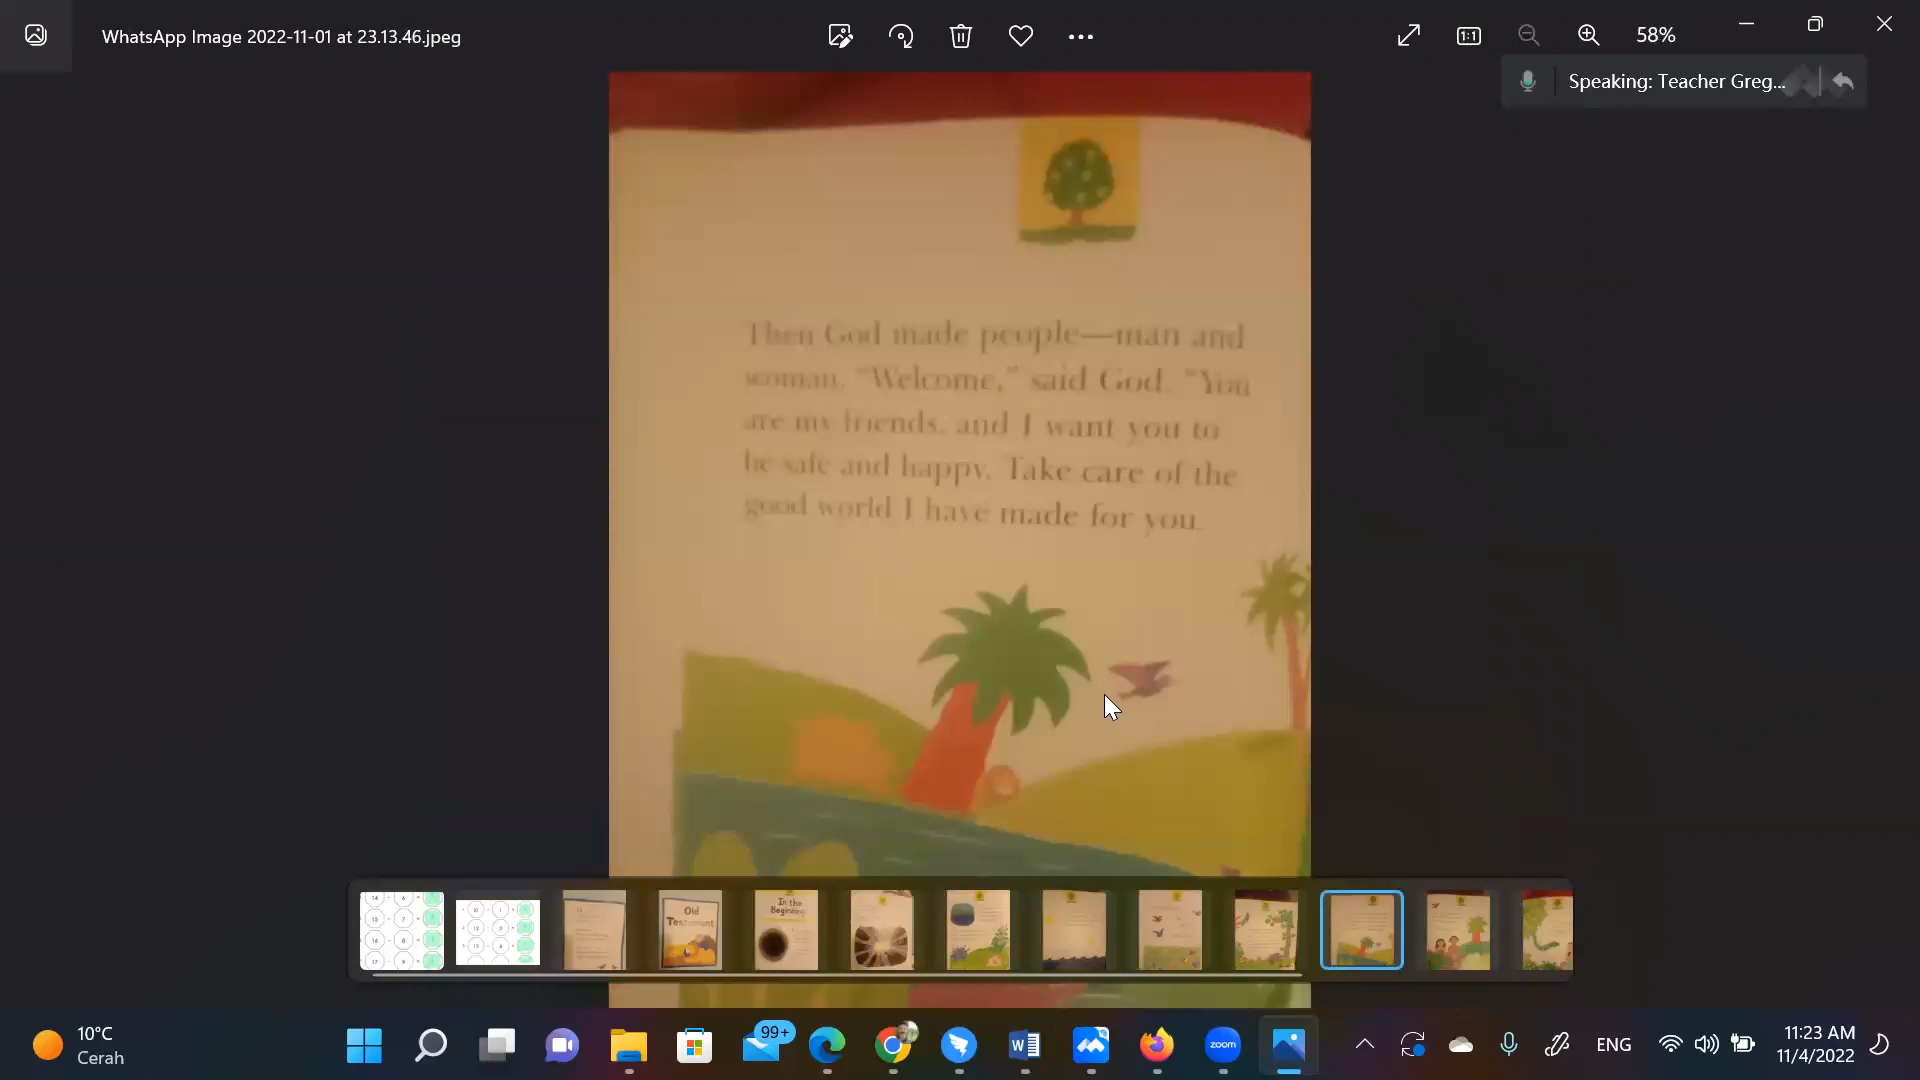 WhatsApp Image 2022-11-01 at 23.13.46.jpeg
58%
Speaking: Teacher Greg...
Then God made people—man and
woman. “Welcome,” said God. “You
are my friends, and I want you to
be safe and happy. Take care of the
good world I have made for you.
Old
Testament
In the
Beginning
99+
zoom
10°C
Cerah
ENG
11:23 AM
11/4/2022